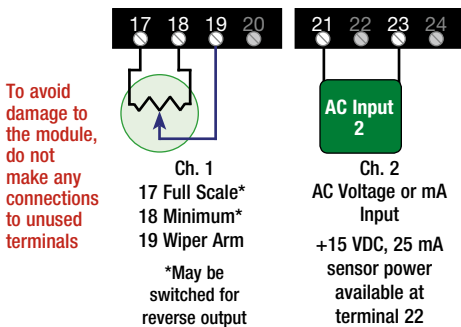 17 18 19 20
21 22 23 24
To avoid
damage to
the module,
do not
make any
connections
to unused
terminals
Ch. 1
17 Full Scale*
18 Minimum*
19 Wiper Arm
*May be
switched for
reverse output
AC Input
2
Ch. 2
AC Voltage or mA
Input
+15 VDC, 25 mA
sensor power
available at
terminal 22